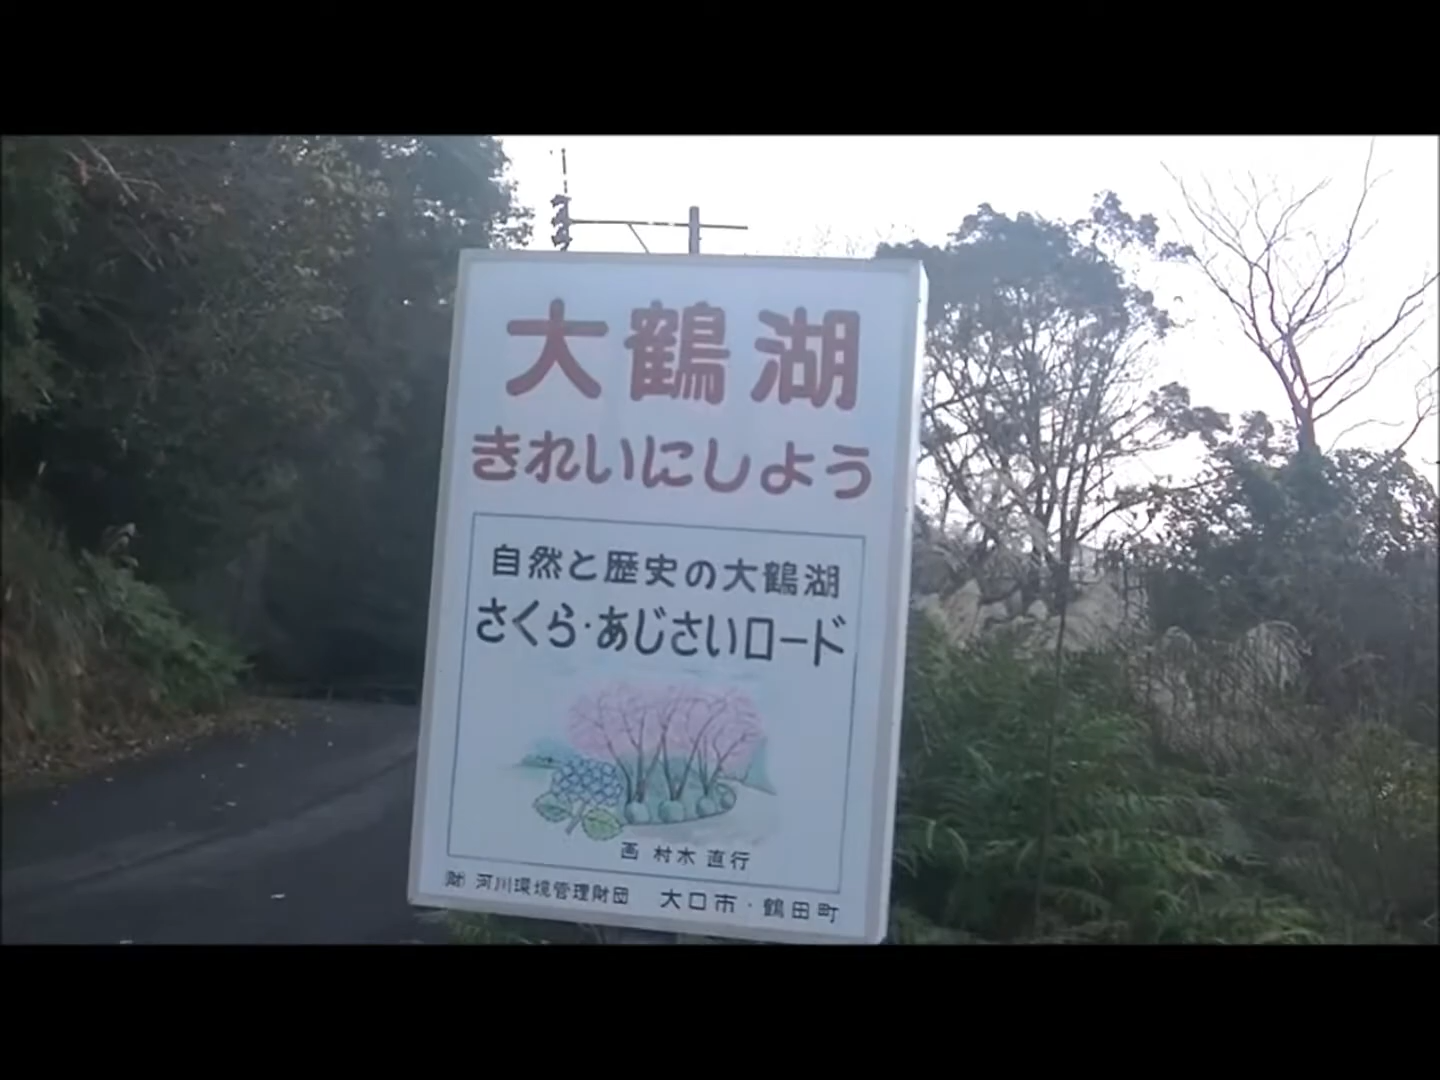 大鶴湖
きれいにしよう
自然と歴史の大鶴湖
さくら・あじさいロード
画 村木 直行
㈶ 河川環境管理財団 大口市・鶴田町